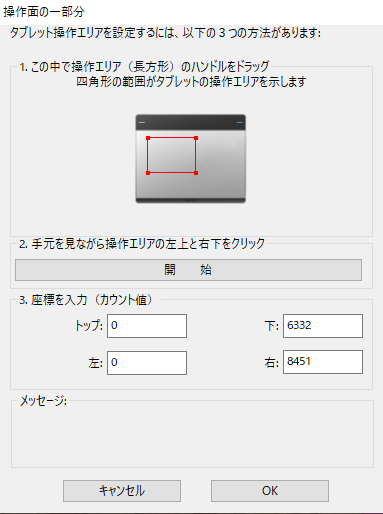 操作面の一部分
タブレット操作エリアを設定するには、以下の３つの方法があります:
1. この中で操作エリア（長方形）のハンドルをドラッグ
四角形の範囲がタブレットの操作エリアを示します
2. 手元を見ながら操作エリアの左上と右下をクリック
開　　始
3. 座標を入力（カウント値）
トップ: 0 下: 6332
左: 0 右: 8451
メッセージ:
キャンセル OK